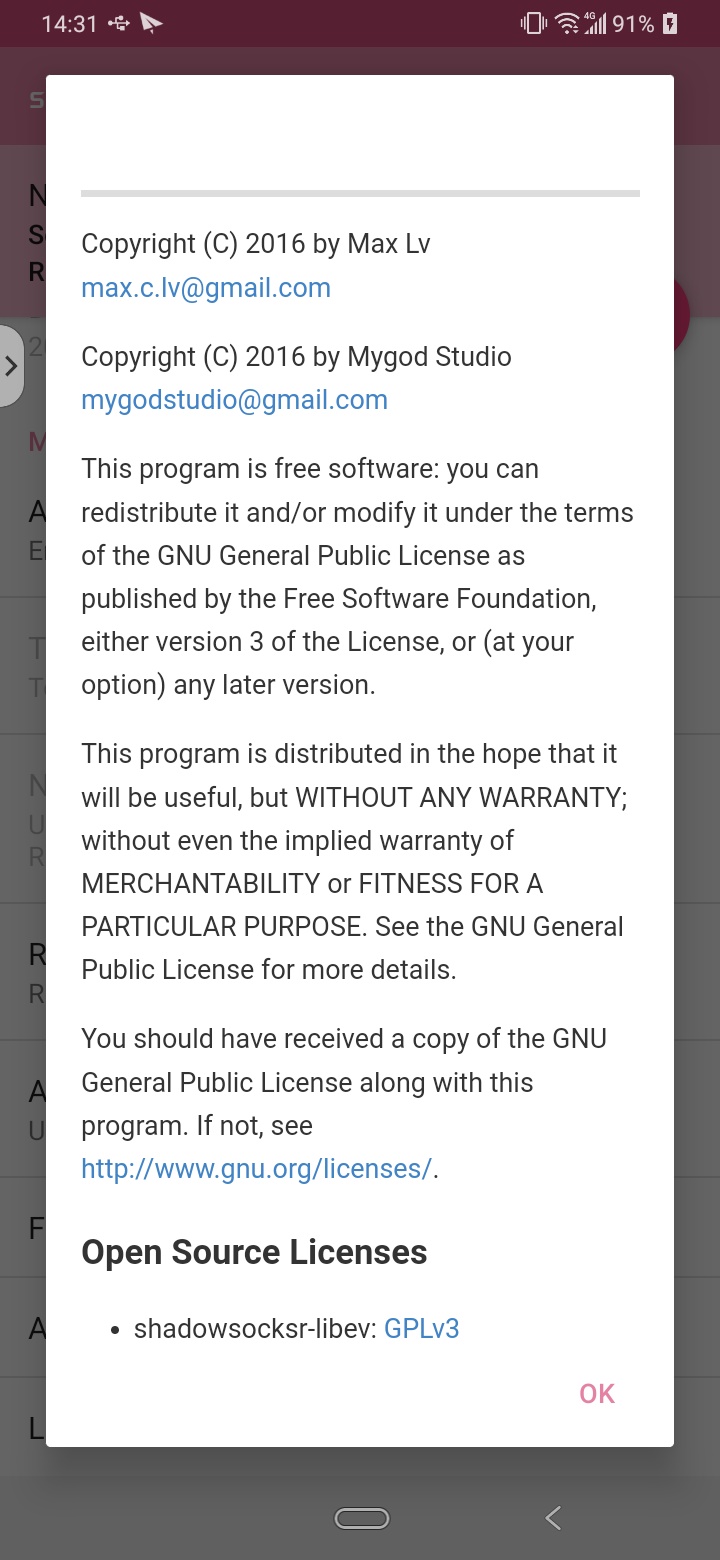 14:31
4G
91%
S
N
S
R
20
M
A
E
T
T
N
U
R
R
R
A
U
F
A
L
Copyright (C) 2016 by Max Lv
max.c.lv@gmail.com
Copyright (C) 2016 by Mygod Studio
mygodstudio@gmail.com
This program is free software: you can
redistribute it and/or modify it under the terms
of the GNU General Public License as
published by the Free Software Foundation,
either version 3 of the License, or (at your
option) any later version.
This program is distributed in the hope that it
will be useful, but WITHOUT ANY WARRANTY;
without even the implied warranty of
MERCHANTABILITY or FITNESS FOR A
PARTICULAR PURPOSE. See the GNU General
Public License for more details.
You should have received a copy of the GNU
General Public License along with this
program. If not, see
http://www.gnu.org/licenses/.
Open Source Licenses
• shadowsocksr-libev: GPLv3
OK